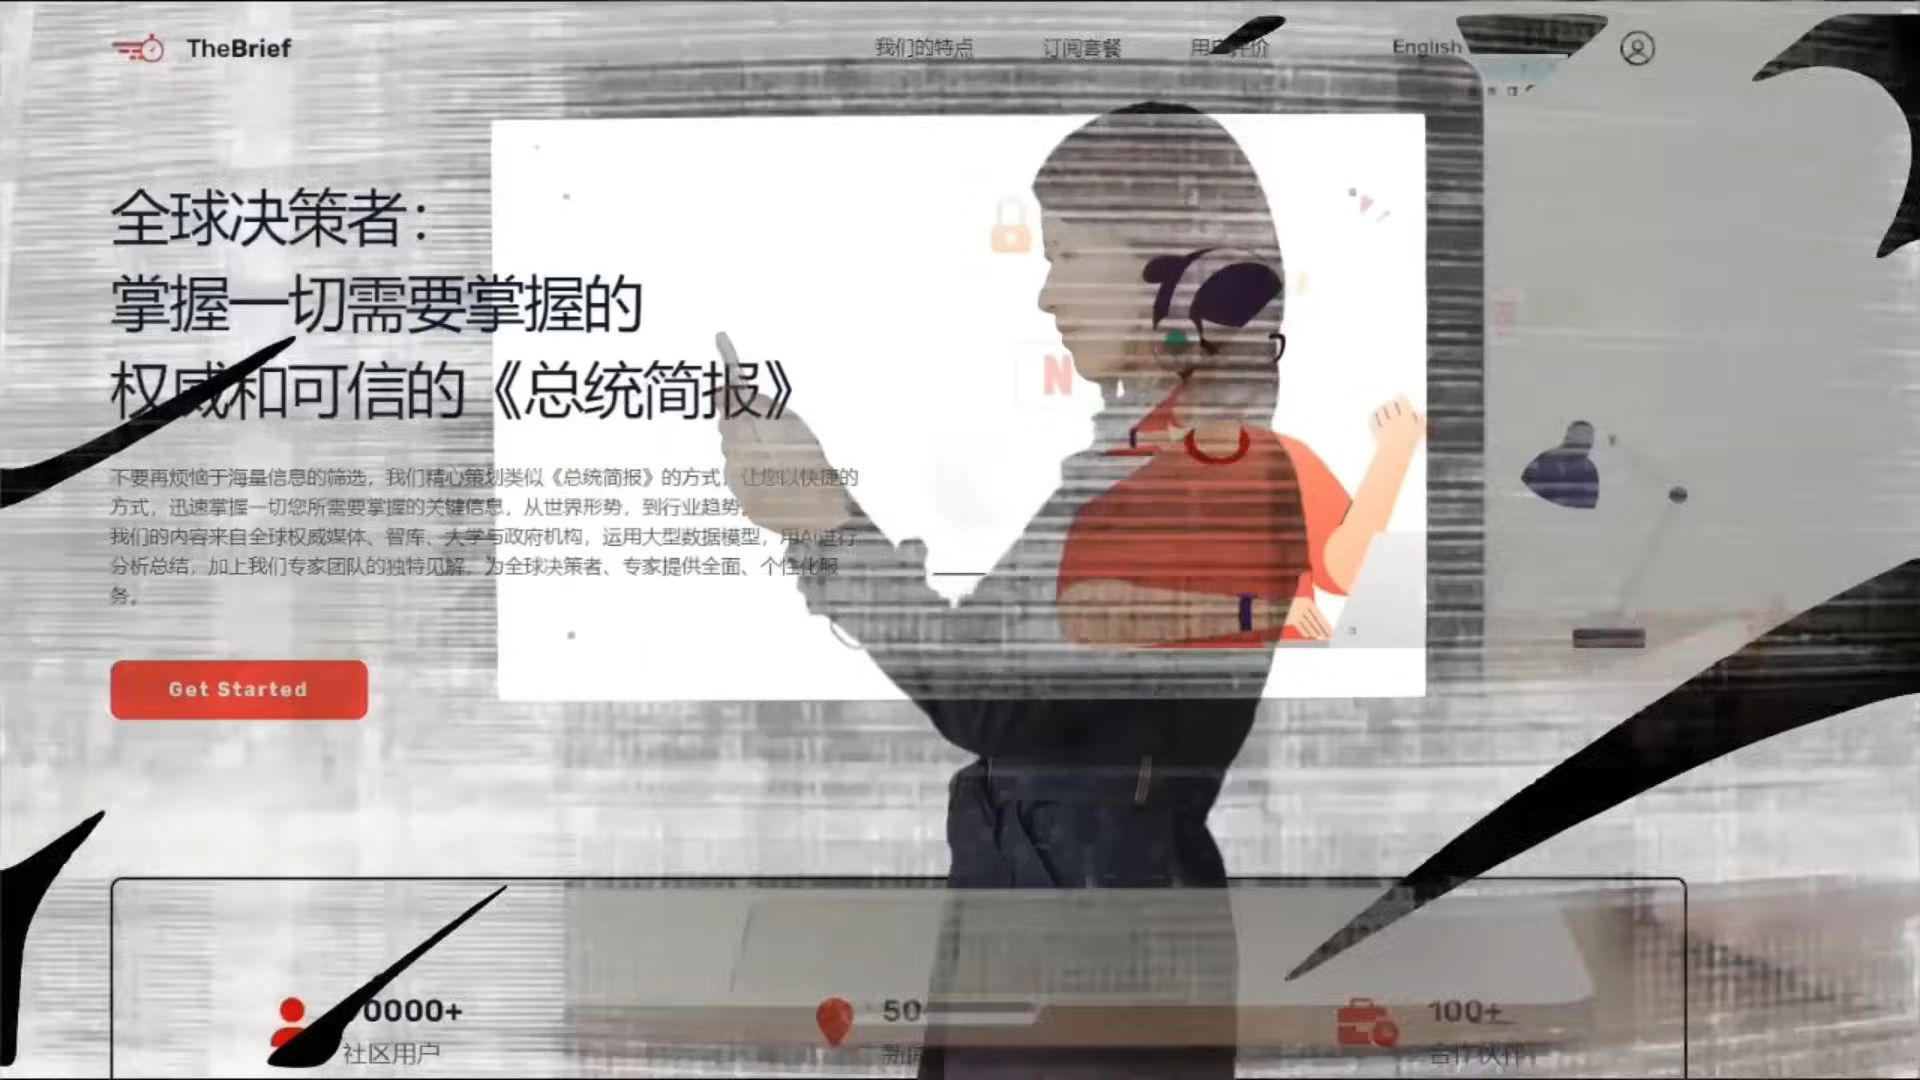 TheBrief
我们的特点
订阅套餐
用户评价
English
全球决策者：
掌握一切需要掌握的
权威和可信的《总统简报》
不要再烦恼于海量信息的筛选，我们精心策划类似《总统简报》的方式，让您以快捷的
方式，迅速掌握一切您所需要掌握的关键信息，从世界形势，到行业趋势。
我们的内容来自全球权威媒体、智库、大学与政府机构，运用大型数据模型，用AI进行
分析总结，加上我们专家团队的独特见解，为全球决策者、专家提供全面、个性化服
务。
N
Get Started
0000+
社区用户
50
100+
合作伙伴